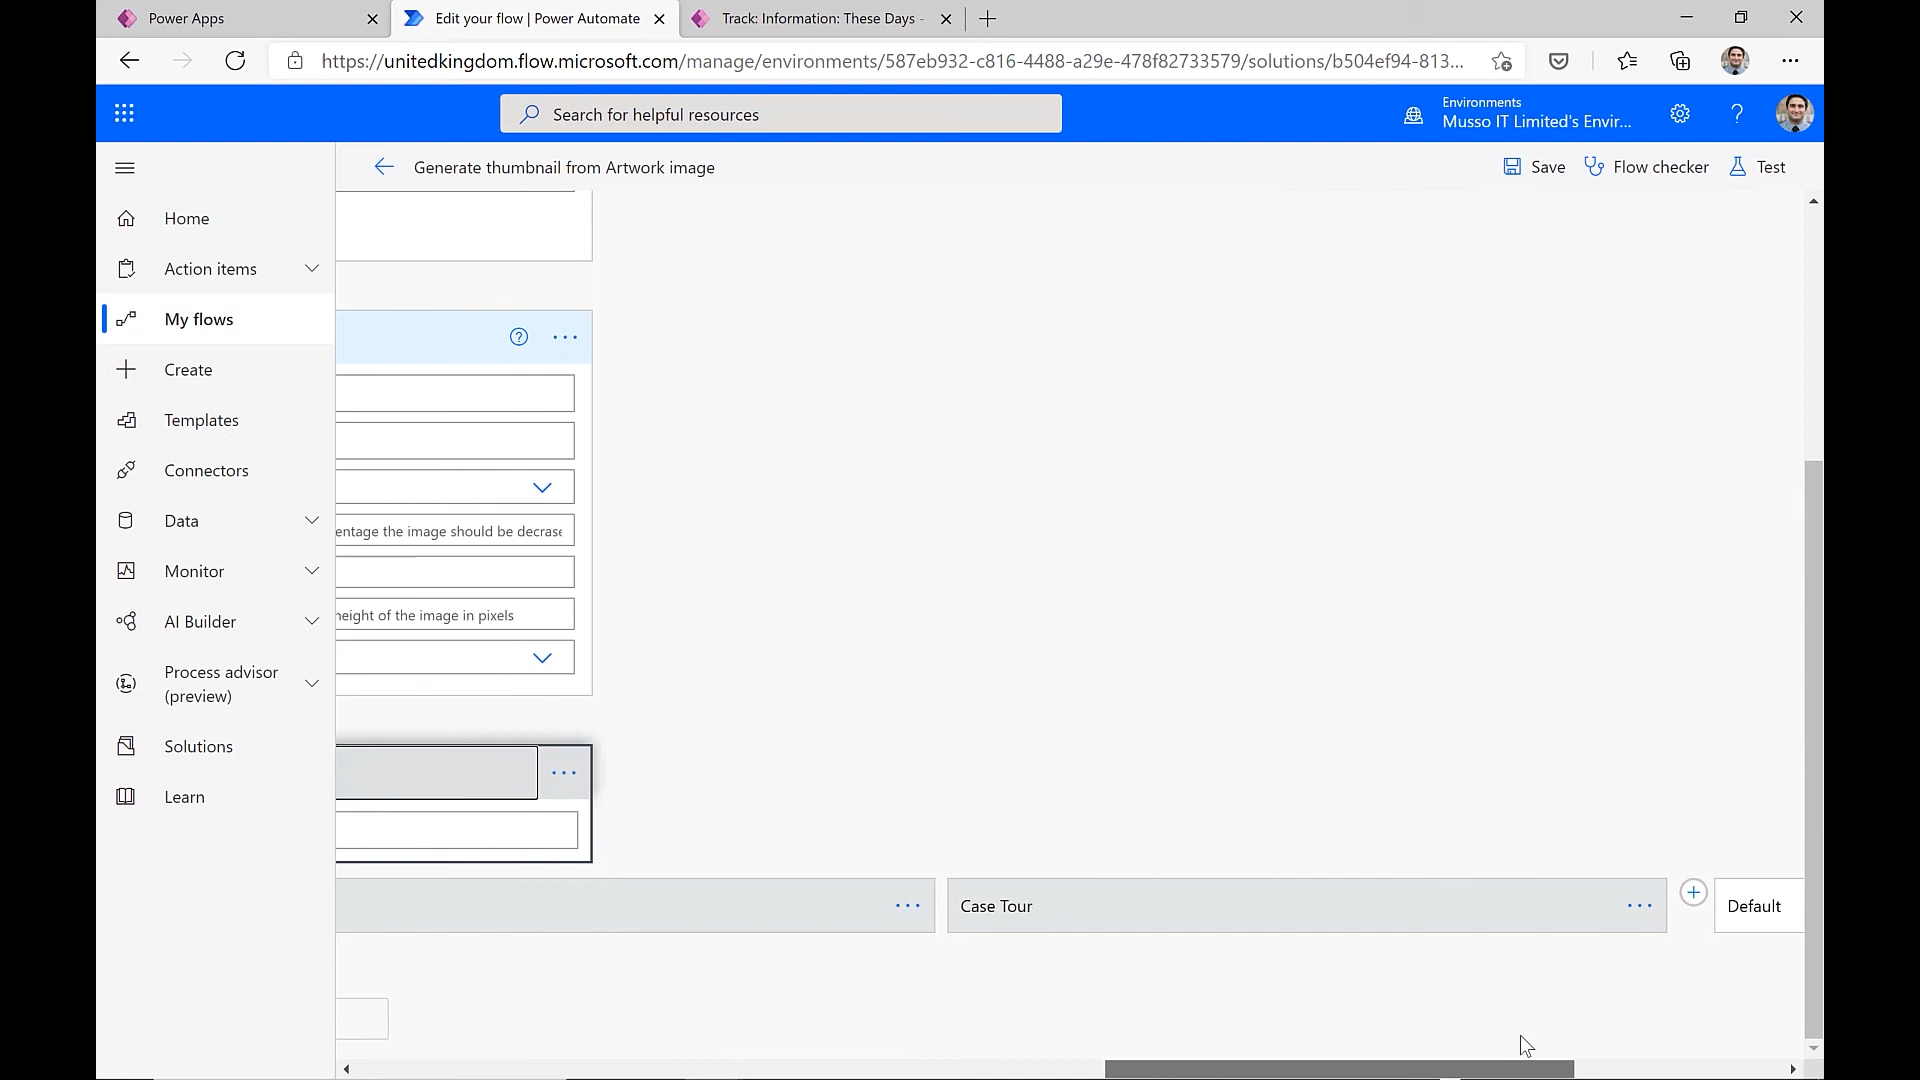 Power Apps
Edit your flow | Power Automate
Track: Information: These Days -
https://unitedkingdom.flow.microsoft.com/manage/environments/587eb932-c816-4488-a29e-478f82733579/solutions/b504ef94-813...
Search for helpful resources
Environments
Musso IT Limited's Envir...
Generate thumbnail from Artwork image
Save
Flow checker
Test
Home
Action items
My flows
Create
Templates
Connectors
Data
Monitor
AI Builder
Process advisor
(preview)
Solutions
Learn
entage the image should be decrase
height of the image in pixels
Case Tour
Default